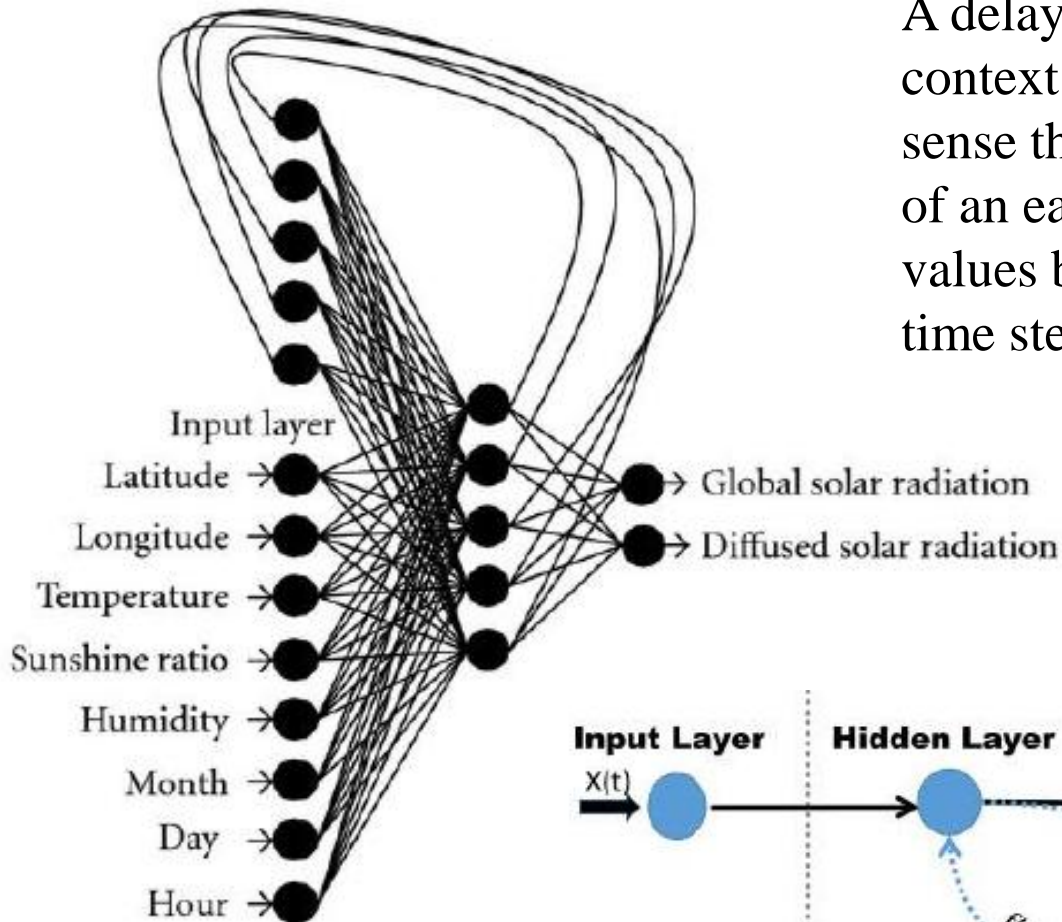 A delay
context
sense th
of an ea
values b
time ste
Input layer
Latitude
Longitude
Temperature
Sunshine ratio
Humidity
Month
Day
Hour
Global solar radiation
Diffused solar radiation
Input Layer
Hidden Layer
X(t)